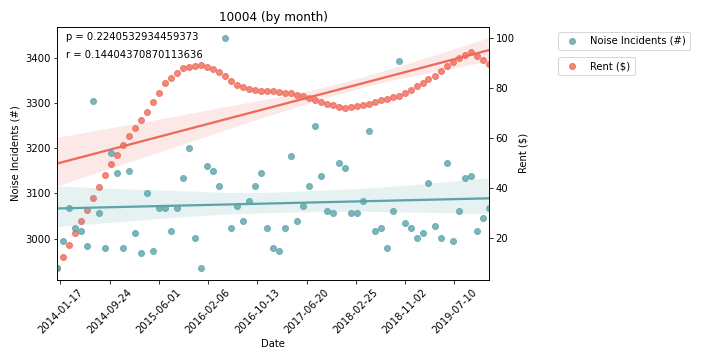 10004 (by month)
p = 0.2240532934459373
r = 0.14404370870113636
Noise Incidents (#)
Rent ($)
Noise Incidents (#)
3400
3300
3200
3100
3000
100
80
60
40
20
Rent ($)
2014-01-17
2014-09-24
2015-06-01
2016-02-06
2016-10-13
2017-06-20
2018-02-25
2018-11-02
2019-07-10
Date